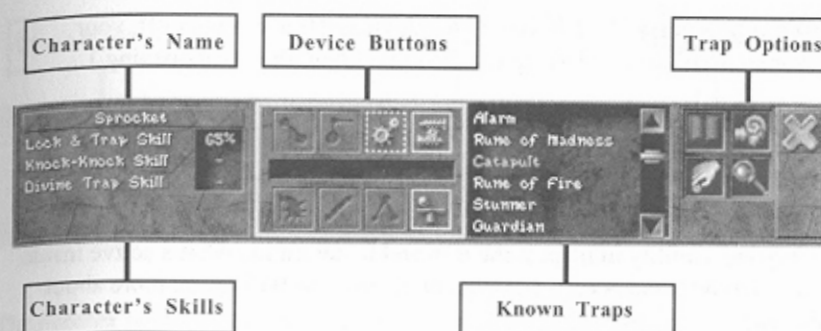 Character's Name
Device Buttons
Trap Options
Sprocket
Lock & Trap Skill 65%
Knock-Knock Skill -
Divine Trap Skill -
Alarm
Rune of Madness
Catapult
Rune of Fire
Stunner
Guardian
Character's Skills
Known Traps